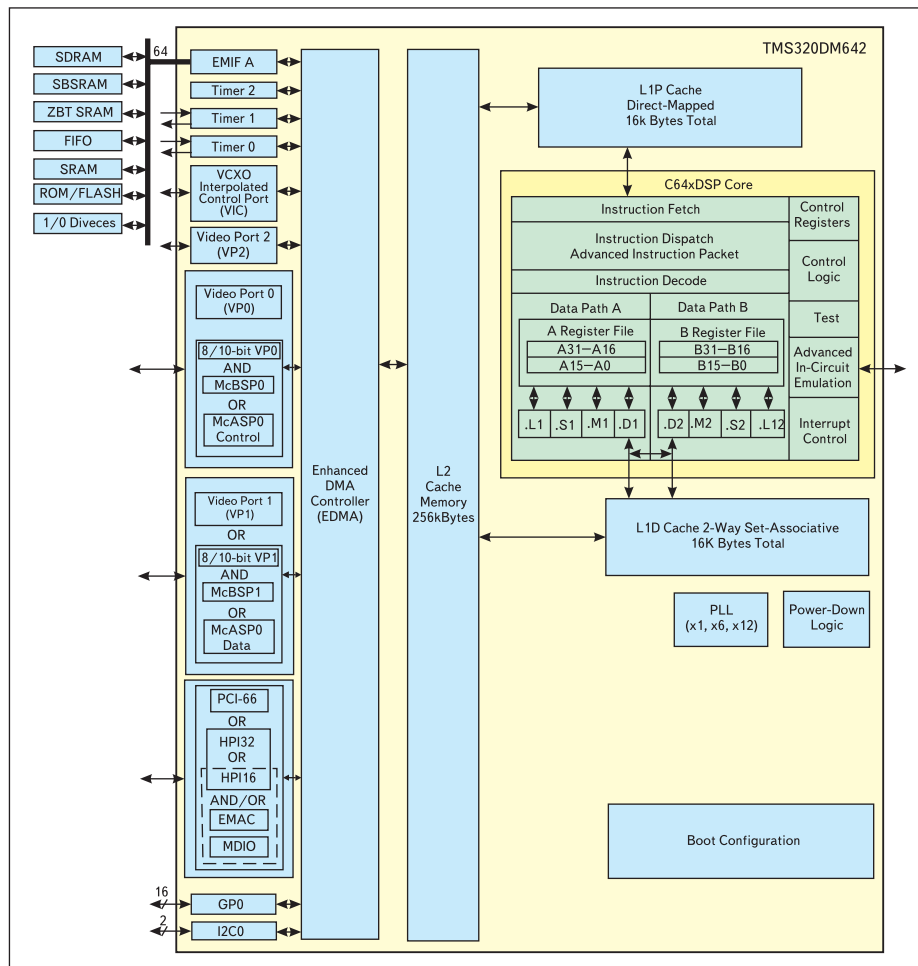 TMS320DM642
64
SDRAM
SBSRAM
ZBT SRAM
FIFO
SRAM
ROM/FLASH
1/0 Diveces
EMIF A
Timer 2
Timer 1
Timer 0
VCXO
Interpolated
Control Port
(VIC)
Video Port 2
(VP2)
Video Port 0
(VP0)
8/10-bit VP0
AND
McBSP0
OR
McASP0
Control
Video Port 1
(VP1)
OR
8/10-bit VP1
AND
McBSP1
OR
McASP0
Data
PCI-66
OR
HPI32
OR
HPI16
AND/OR
EMAC
MDIO
16
GP0
2
I2C0
Enhanced
DMA
Controller
(EDMA)
L2
Cache
Memory
256kBytes
L1P Cache
Direct-Mapped
16k Bytes Total
C64xDSP Core
Instruction Fetch
Instruction Dispatch
Advanced Instruction Packet
Instruction Decode
Data Path A
A Register File
A31—A16
A15—A0
.L1
.S1
.M1
.D1
Data Path B
B Register File
B31—B16
B15—B0
.D2
.M2
.S2
.L12
Control
Registers
Control
Logic
Test
Advanced
In-Circuit
Emulation
Interrupt
Control
L1D Cache 2-Way Set-Associative
16K Bytes Total
PLL
(x1, x6, x12)
Power-Down
Logic
Boot Configuration